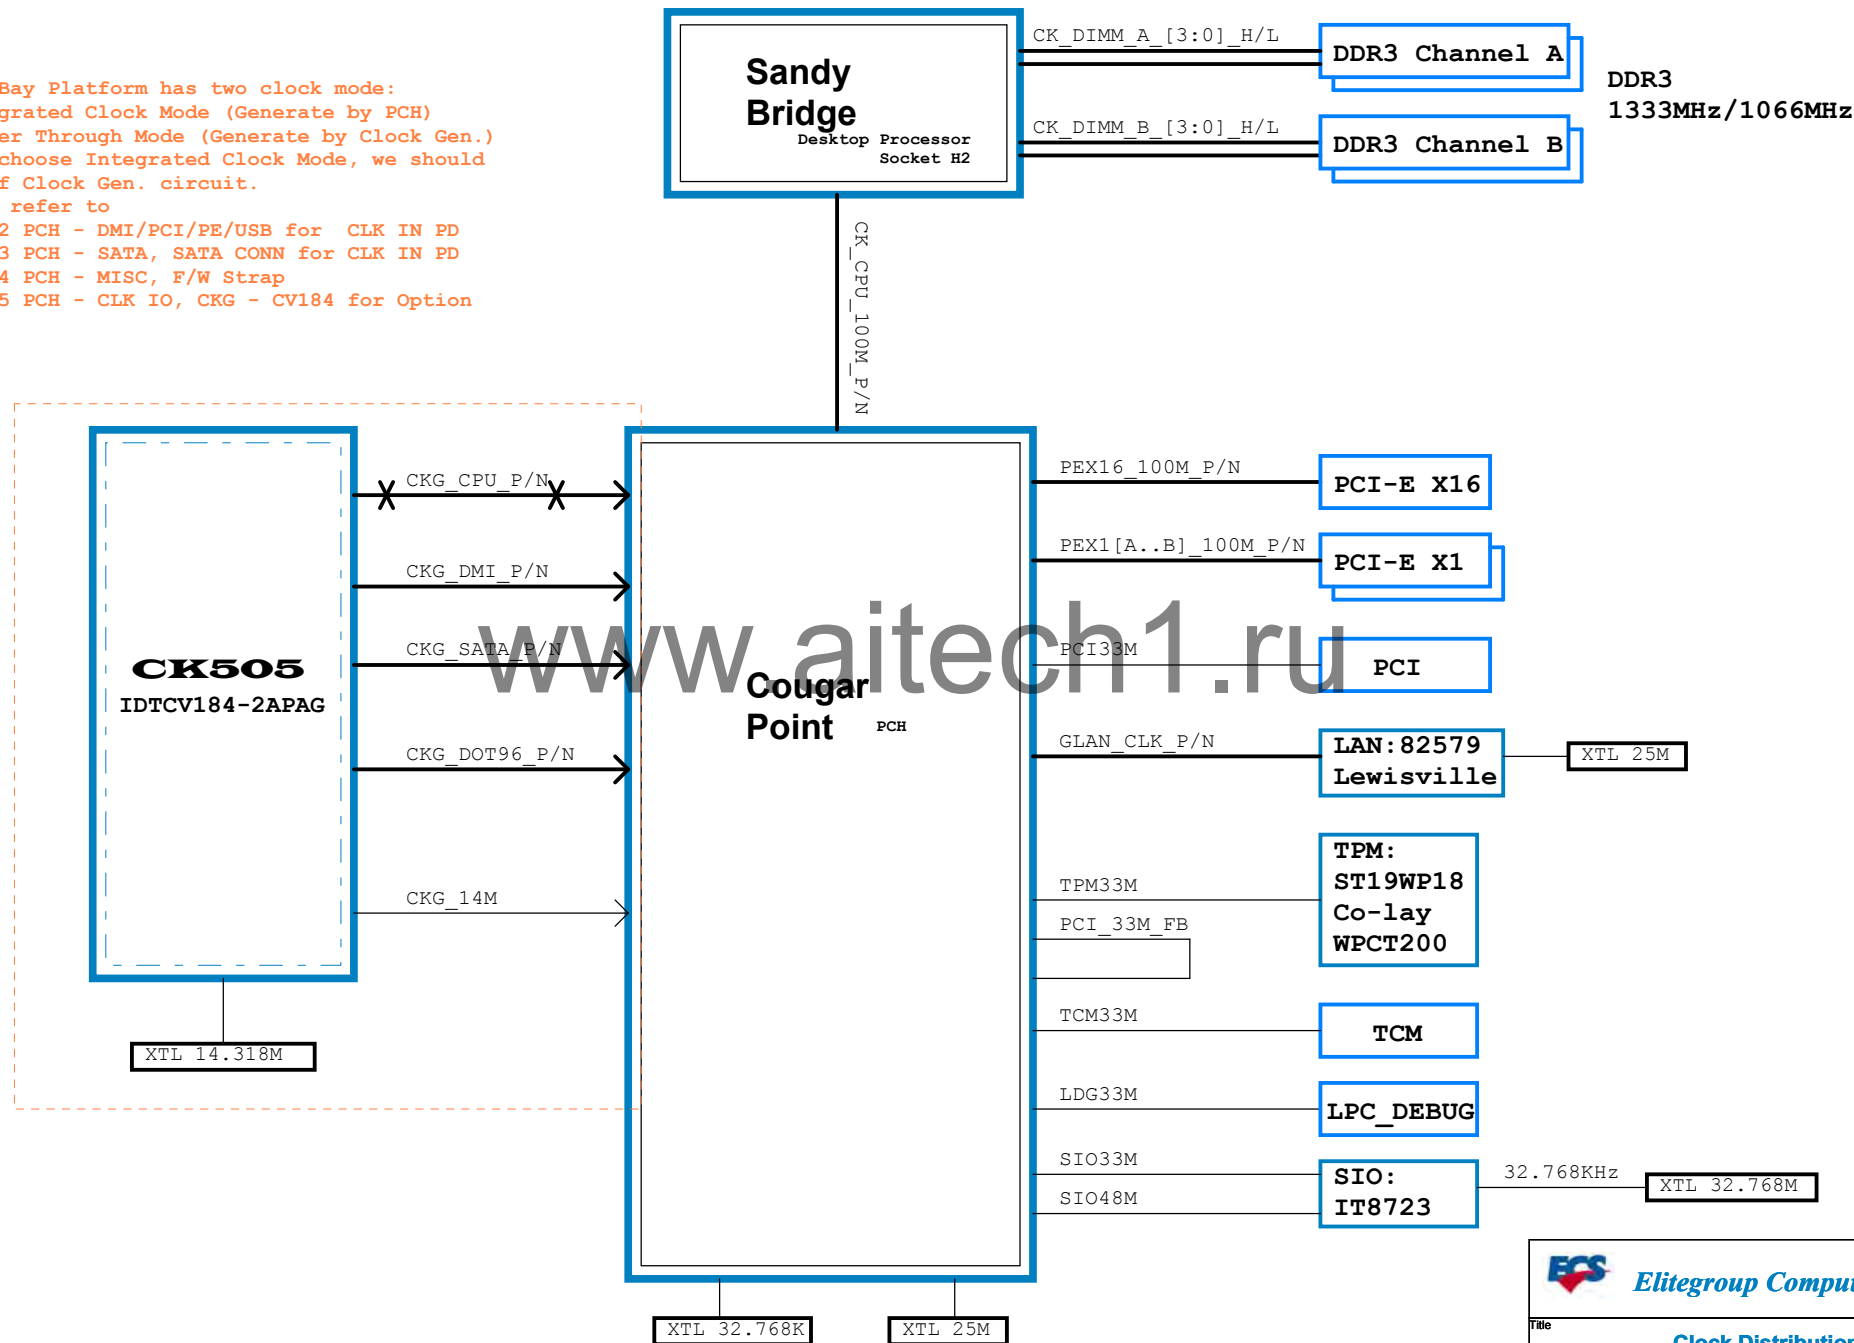 Bay Platform has two clock mode:
grated Clock Mode (Generate by PCH)
er Through Mode (Generate by Clock Gen.)
choose Integrated Clock Mode, we should
f Clock Gen. circuit.
refer to
2 PCH - DMI/PCI/PE/USB for CLK IN PD
3 PCH - SATA, SATA CONN for CLK IN PD
4 PCH - MISC, F/W Strap
5 PCH - CLK IO, CKG - CV184 for Option
Sandy
Bridge
Desktop Processor
Socket H2
CK_DIMM_A_[3:0]_H/L
DDR3 Channel A
CK_DIMM_B_[3:0]_H/L
DDR3 Channel B
DDR3
1333MHz/1066MHz
CK_CPU_100M_P/N
CK505
IDTCV184-2APAG
XTL 14.318M
CKG_CPU_P/N
CKG_DMI_P/N
CKG_SATA_P/N
CKG_DOT96_P/N
CKG_14M
www.aitech1.ru
Cougar
Point
PCH
PEX16_100M_P/N
PCI-E X16
PEX1[A..B]_100M_P/N
PCI-E X1
PCI33M
PCI
GLAN_CLK_P/N
LAN:82579
Lewisville
XTL 25M
TPM33M
TPM:
ST19WP18
Co-lay
WPCT200
PCI_33M_FB
TCM33M
TCM
LDG33M
LPC_DEBUG
SIO33M
SIO48M
SIO:
IT8723
32.768KHz
XTL 32.768M
XTL 32.768K
XTL 25M
ECS
Elitegroup Compu
Title
Clock Distribution